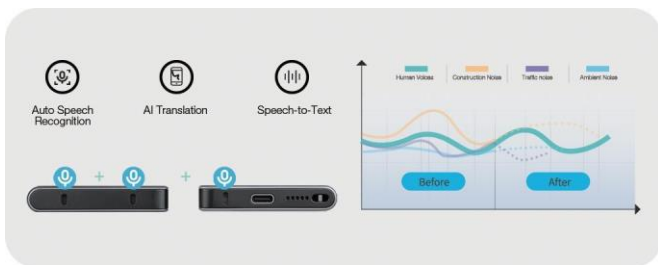 Auto Speech
Recognition
AI Translation
Speech-to-Text
Human Voices
Construction Noise
Traffic noise
Ambient Noise
Before
After